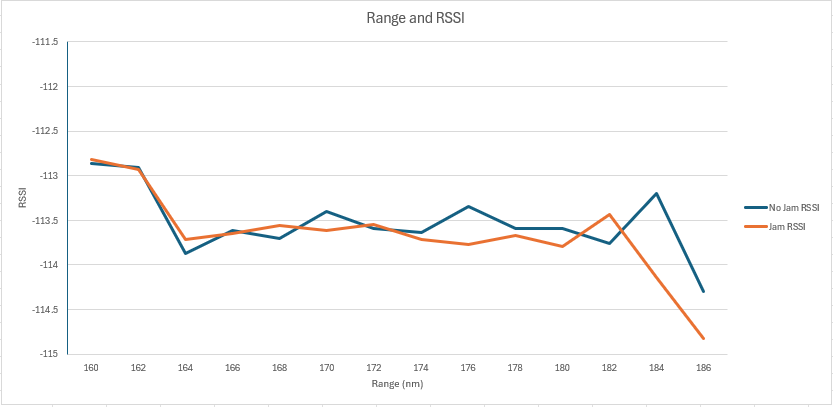 Range and RSSI
-111.5
-112
-112.5
-113
-113.5
-114
-114.5
-115
RSSI
160 162 164 166 168 170 172 174 176 178 180 182 184 186
Range (nm)
No Jam RSSI
Jam RSSI